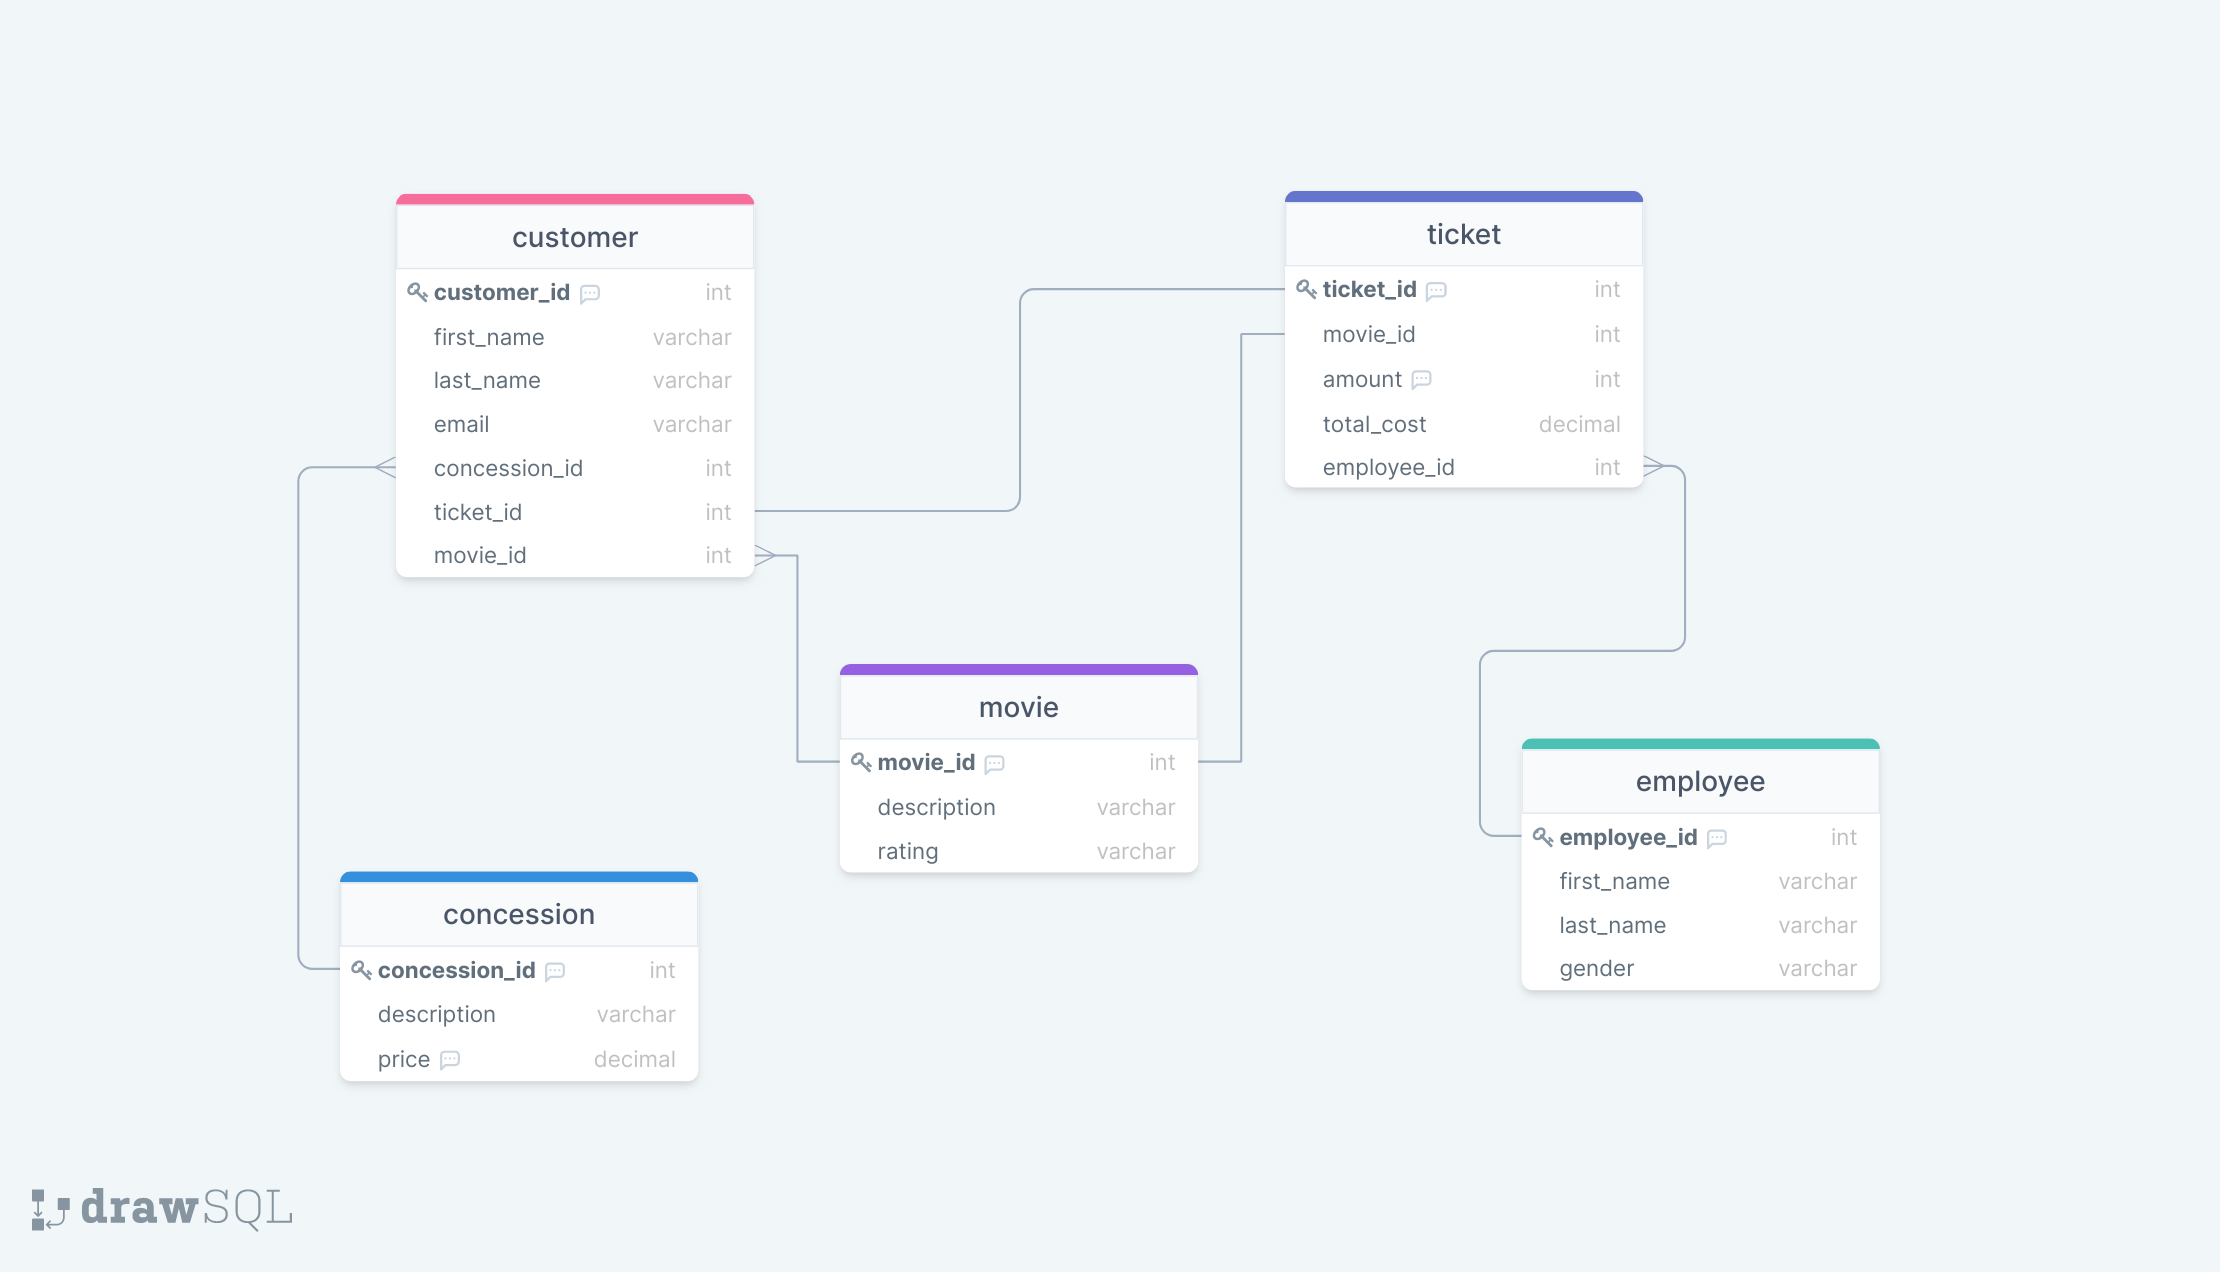 customer
customer_id int
first_name varchar
last_name varchar
email varchar
concession_id int
ticket_id int
movie_id int
ticket
ticket_id int
movie_id int
amount int
total_cost decimal
employee_id int
movie
movie_id int
description varchar
rating varchar
employee
employee_id int
first_name varchar
last_name varchar
gender varchar
concession
concession_id int
description varchar
price decimal
drawSQL